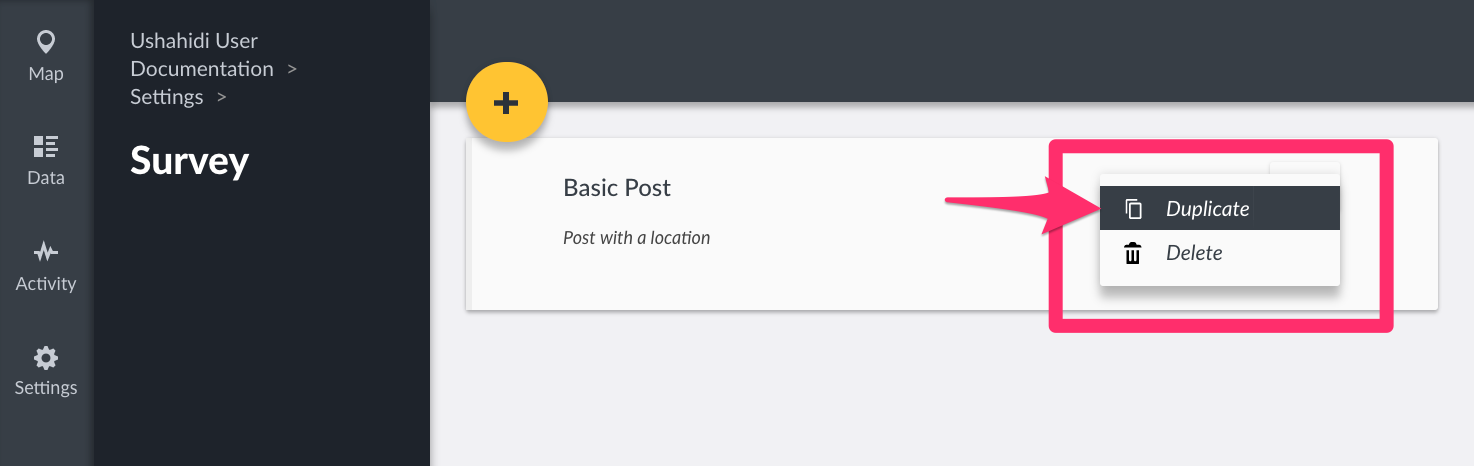 Map
Data
Activity
Settings
Ushahidi User
Documentation >
Settings >
Survey
+
Basic Post
Post with a location
Duplicate
Delete